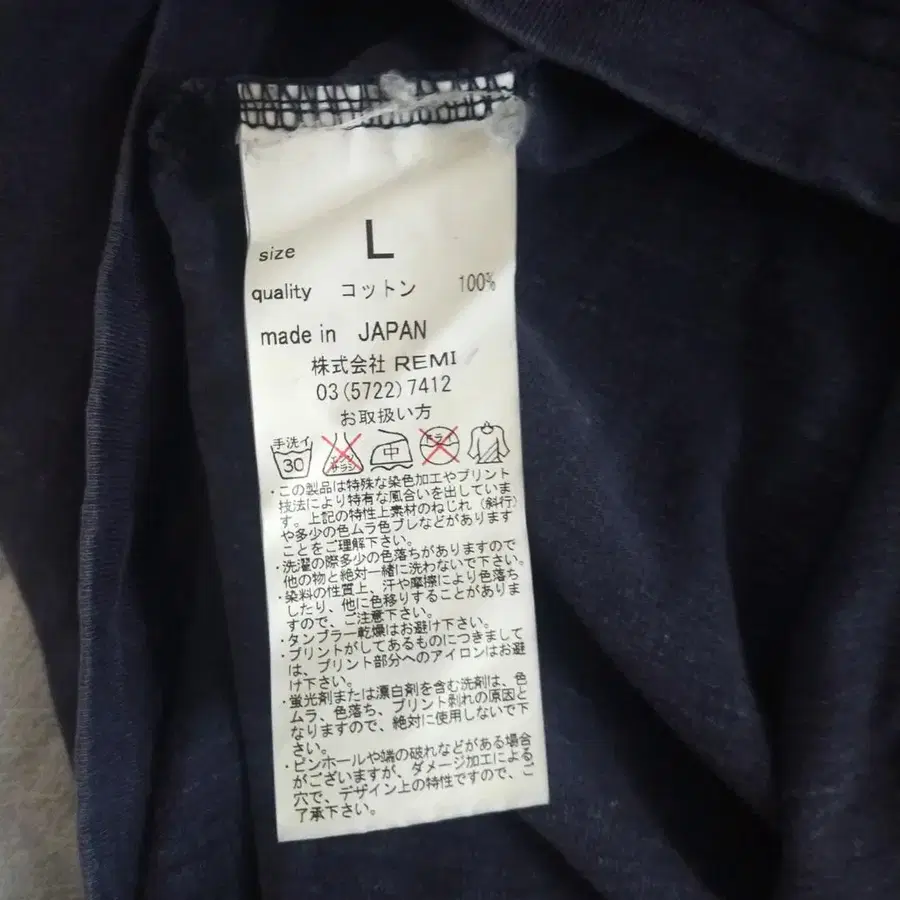 size L
quality コットン 100%
made in JAPAN
株式会社 REMI
03(5722)7412
お取扱い方
手洗イ 30 エンソサラシ 中 ドライ
・この製品は特殊な染色加工やプリント
技法により特有な風合いを出していま
す。上記の特性上素材のねじれ（斜行）
や多少の色ムラ色ブレなどがあります
ことをご理解下さい。
・洗濯の際多少の色落ちがありますので
他の物と絶対一緒に洗わないで下さい。
・染料の性質上、汗や摩擦により色落ち
したり、他に色移りすることがありま
すので、ご注意下さい。
・タンブラー乾燥はお避け下さい。
・プリントがしてあるものにつきまして
は、プリント部分へのアイロンはお避
け下さい。
・蛍光剤または漂白剤を含む洗剤は、色
ムラ、色落ち、プリント剥れの原因と
なりますので、絶対に使用しないで下
さい。
・ピンホールや端の破れなどがある場合
がございますが、ダメージ加工による
穴で、デザイン上の特性ですので、ご
了承下さい。